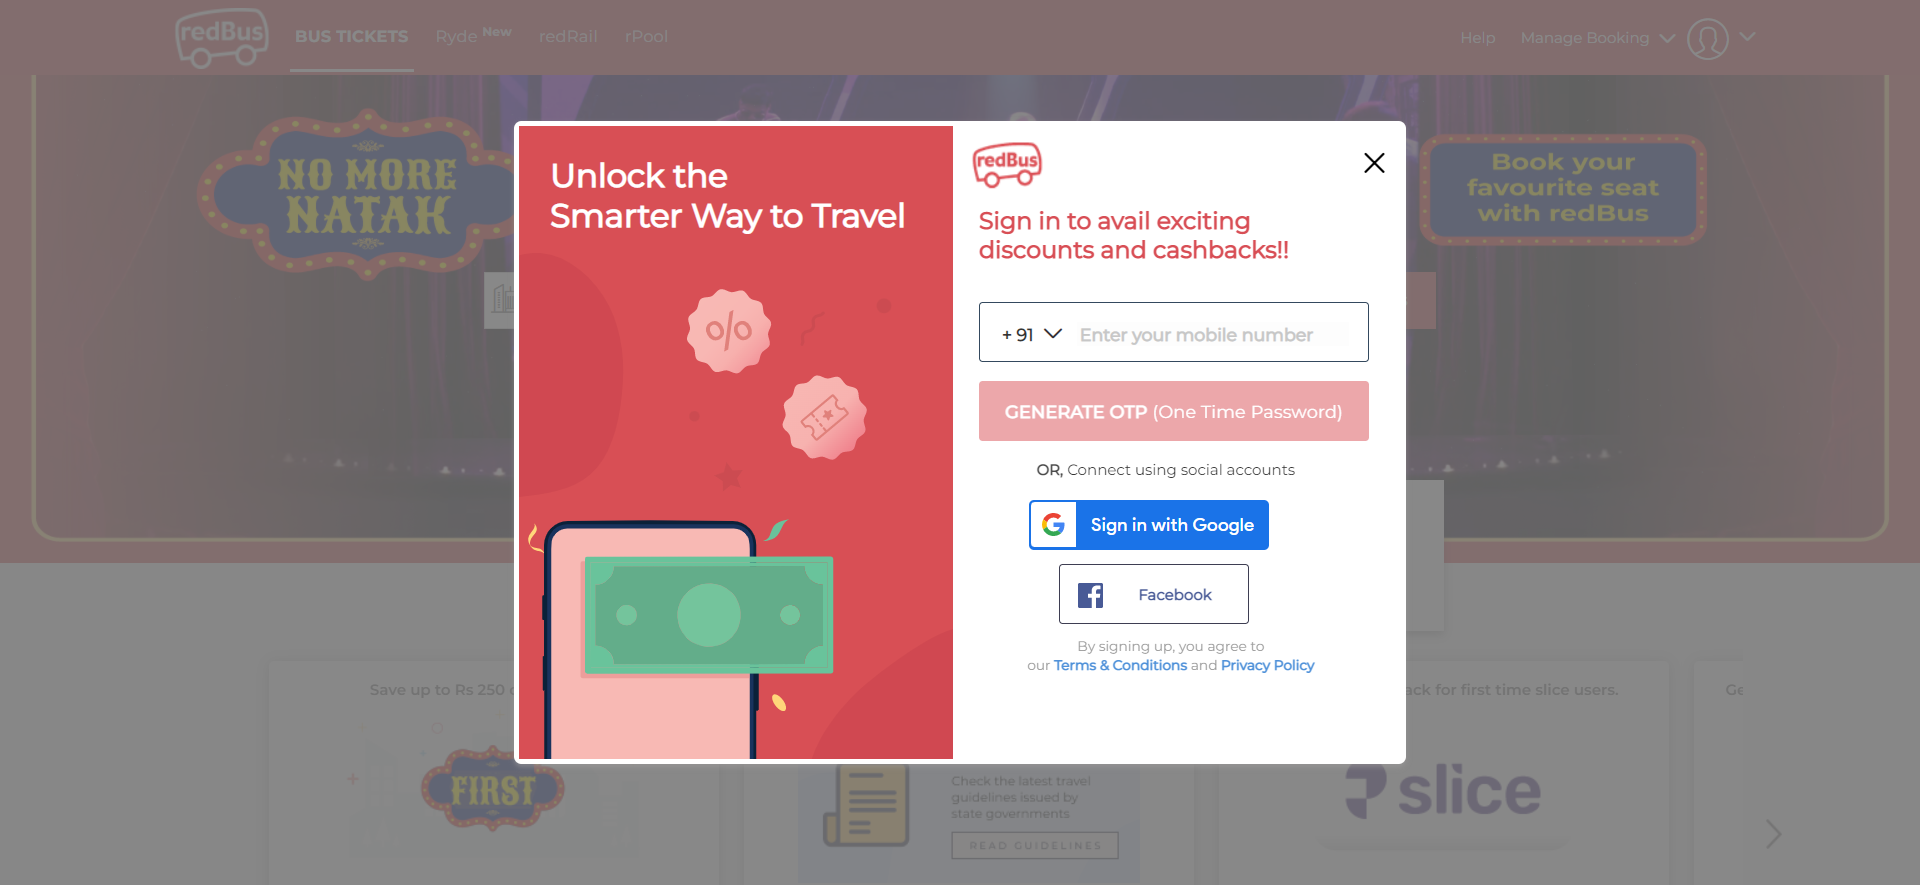 redBus
BUS TICKETS
Ryde New
redRail
rPool
Help
Manage Booking
NO MORE
NATAK
Book your
favourite seat
with redBus
Unlock the
Smarter Way to Travel
%
redBus
Sign in to avail exciting
discounts and cashbacks!!
+ 91
Enter your mobile number
GENERATE OTP (One Time Password)
OR, Connect using social accounts
Sign in with Google
Facebook
By signing up, you agree to
our Terms & Conditions and Privacy Policy
Save up to Rs 250
for first time slice users.
FIRST
Check the latest travel
guidelines issued by
state governments
READ GUIDELINES
slice